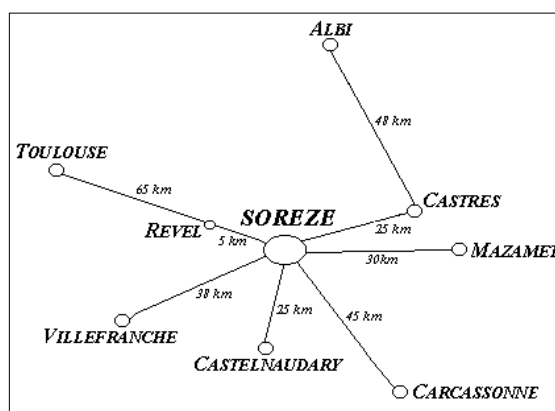 ALBI
48 km
TOULOUSE
65 km
CASTRES
SOREZE
REVEL
5 km
25 km
MAZAMET
30km
38 km
25 km
45 km
VILLEFRANCHE
CASTELNAUDARY
CARCASSONNE